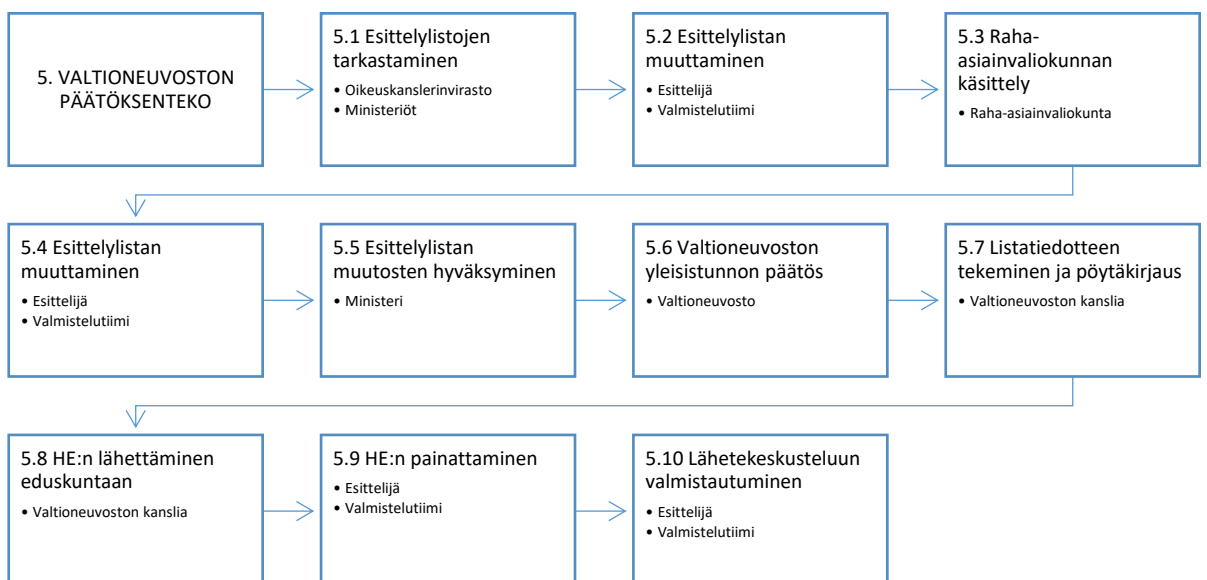 5. VALTIONEUVOSTON
PÄÄTÖKSENTEKO
5.1 Esittelylistojen
tarkastaminen
• Oikeuskanslerinvirasto
• Ministeriöt
5.2 Esittelylistan
muuttaminen
• Esittelijä
• Valmistelutiimi
5.3 Raha-
asiainvaliokunnan
käsittely
• Raha-asiainvaliokunta
5.4 Esittelylistan
muuttaminen
• Esittelijä
• Valmistelutiimi
5.5 Esittelylistan
muutosten hyväksyminen
• Ministeri
5.6 Valtioneuvoston
yleisistunnon päätös
• Valtioneuvosto
5.7 Listatiedotteen
tekeminen ja pöytäkirjaus
• Valtioneuvoston kanslia
5.8 HE:n lähettäminen
eduskuntaan
• Valtioneuvoston kanslia
5.9 HE:n painattaminen
• Esittelijä
• Valmistelutiimi
5.10 Lähetekeskusteluun
valmistautuminen
• Esittelijä
• Valmistelutiimi